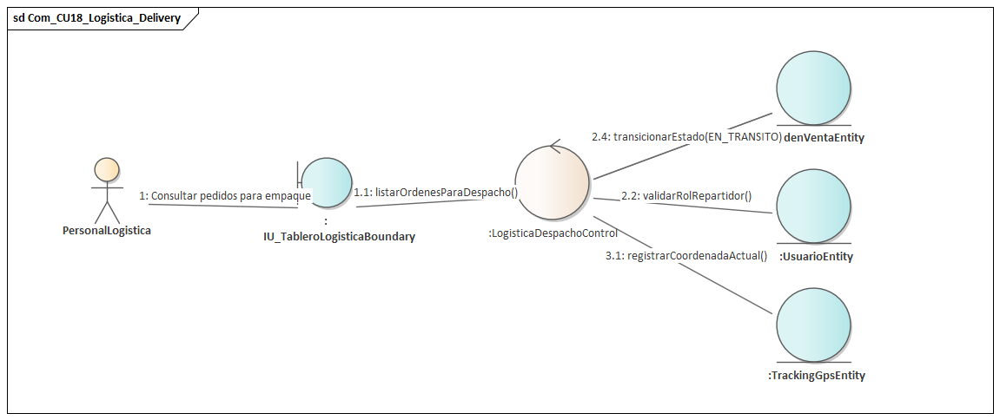 sd Com_CU18_Logistica_Delivery
2.4: transicionarEstado(EN_TRANSITO)
denVentaEntity
1: Consultar pedidos para empaque
1.1: listarOrdenesParaDespacho()
2.2: validarRolRepartidor()
PersonalLogistica
:
IU_TableroLogisticaBoundary
:LogisticaDespachoControl
:UsuarioEntity
3.1: registrarCoordenadaActual()
:TrackingGpsEntity